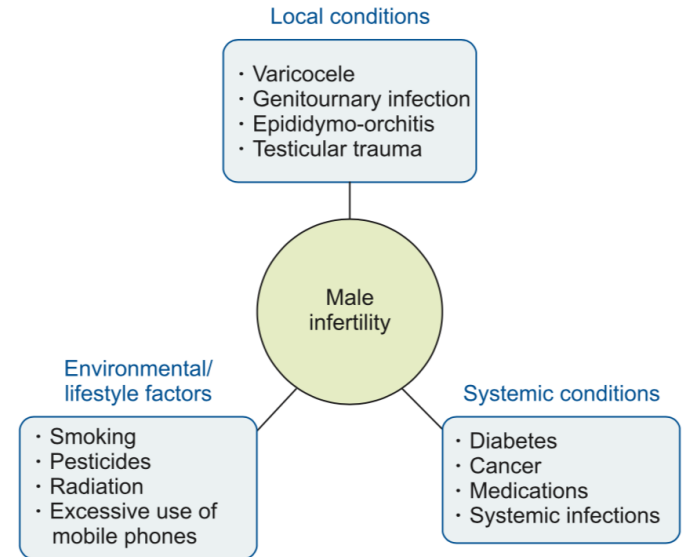 Local conditions
· Varicocele
· Genitournary infection
· Epididymo-orchitis
· Testicular trauma
Male
infertility
Environmental/
lifestyle factors
· Smoking
· Pesticides
· Radiation
· Excessive use of
mobile phones
Systemic conditions
· Diabetes
· Cancer
· Medications
· Systemic infections